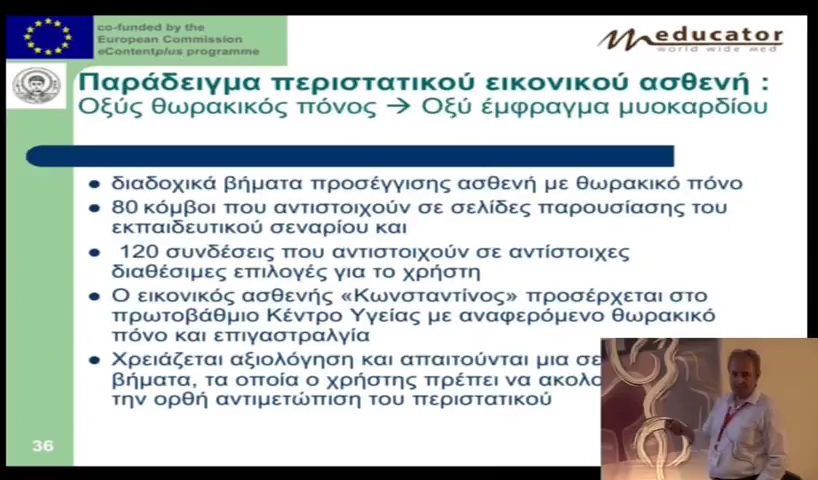 co-funded by the
European Commission
eContentplus programme
meducator
world wide med
Παράδειγμα περιστατικού εικονικού ασθενή :
Οξύς θωρακικός πόνος → Οξύ έμφραγμα μυοκαρδίου
• διαδοχικά βήματα προσέγγισης ασθενή με θωρακικό πόνο
• 80 κόμβοι που αντιστοιχούν σε σελίδες παρουσίασης του
εκπαιδευτικού σεναρίου και
• 120 συνδέσεις που αντιστοιχούν σε αντίστοιχες
διαθέσιμες επιλογές για το χρήστη
• Ο εικονικός ασθενής «Κωνσταντίνος» προσέρχεται στο
πρωτοβάθμιο Κέντρο Υγείας με αναφερόμενο θωρακικό
πόνο και επιγαστραλγία
• Χρειάζεται αξιολόγηση και απαιτούνται μια σε
βήματα, τα οποία ο χρήστης πρέπει να ακολο
την ορθή αντιμετώπιση του περιστατικού
36